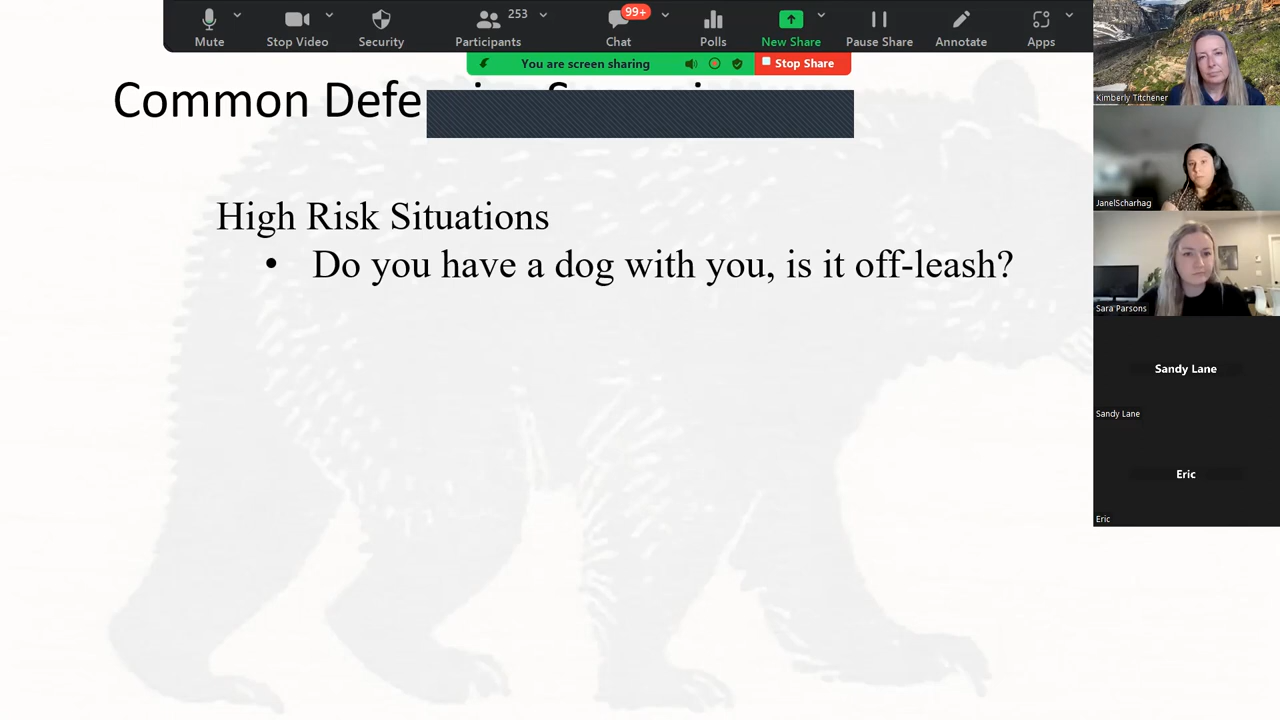 253
99+
Mute
Stop Video
Security
Participants
Chat
Polls
New Share
Pause Share
Annotate
Apps
You are screen sharing
Stop Share
Common
High Risk Situations
• Do you have a dog with you, is it off-leash?
Kimberly Titchener
JanelScharhag
Sara Parsons
Sandy Lane
Sandy Lane
Eric
Eric